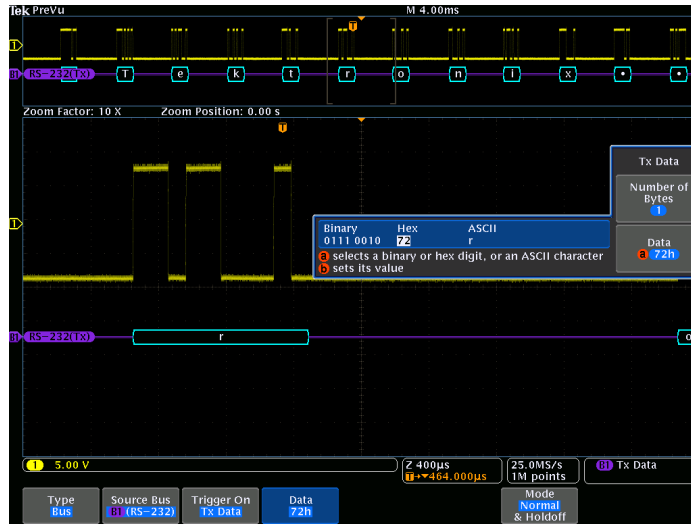 Tek PreVu M 4.00ms
T
1
B1 RS-232(Tx) T e k t r o n i x • •
Zoom Factor: 10 X Zoom Position: 0.00 s
T
Tx Data
Number of
Bytes
1
1
Binary Hex ASCII
0111 0010 72 r
Data
a 72h
a selects a binary or hex digit, or an ASCII character
b sets its value
B1 RS-232(Tx) r o
1 5.00 V
Z 400µs
T→▼464.000µs
25.0MS/s
1M points
B1 Tx Data
Type
Bus
Source Bus
B1 (RS-232)
Trigger On
Tx Data
Data
72h
Mode
Normal
& Holdoff